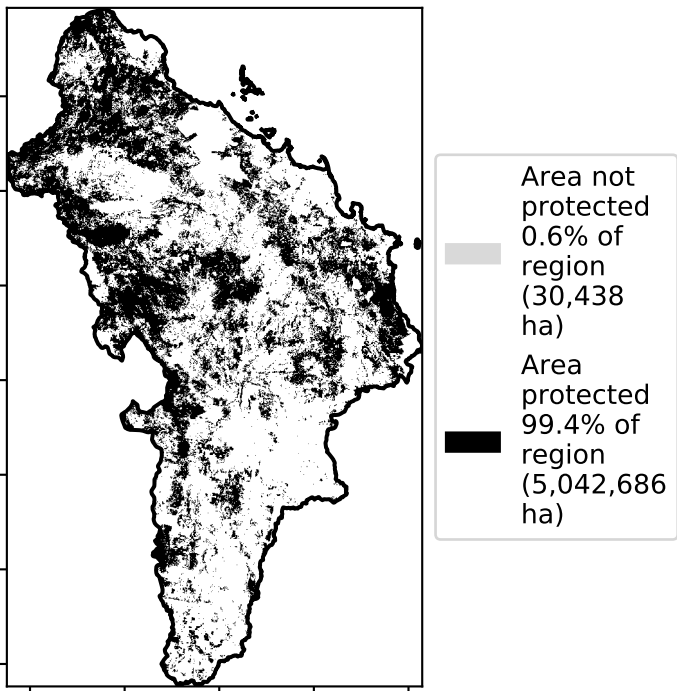 Area not
protected
0.6% of
region
(30,438
ha)
Area
protected
99.4% of
region
(5,042,686
ha)